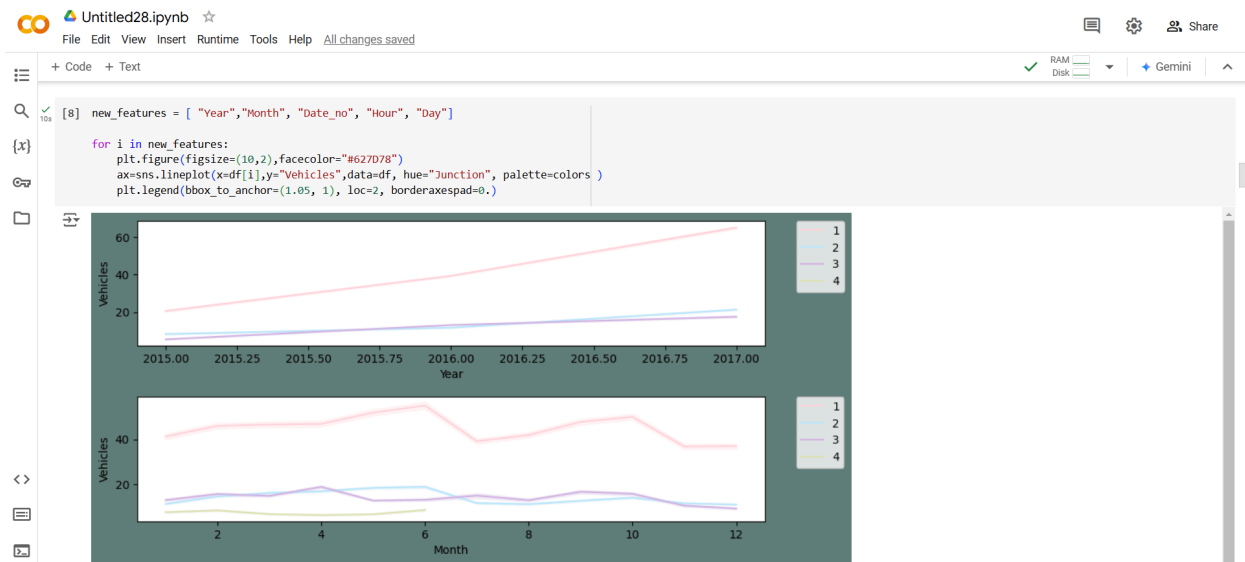 Untitled28.ipynb
File Edit View Insert Runtime Tools Help All changes saved
Share
+ Code + Text
RAM
Disk
Gemini
{x}
10s
[8] new_features = [ "Year","Month", "Date_no", "Hour", "Day"]
for i in new_features:
plt.figure(figsize=(10,2),facecolor="#627D78")
ax=sns.lineplot(x=df[i],y="Vehicles",data=df, hue="Junction", palette=colors )
plt.legend(bbox_to_anchor=(1.05, 1), loc=2, borderaxespad=0.)
60
40
20
Vehicles
2015.00 2015.25 2015.50 2015.75 2016.00 2016.25 2016.50 2016.75 2017.00
Year
1
2
3
4
40
20
Vehicles
2 4 6 8 10 12
Month
1
2
3
4